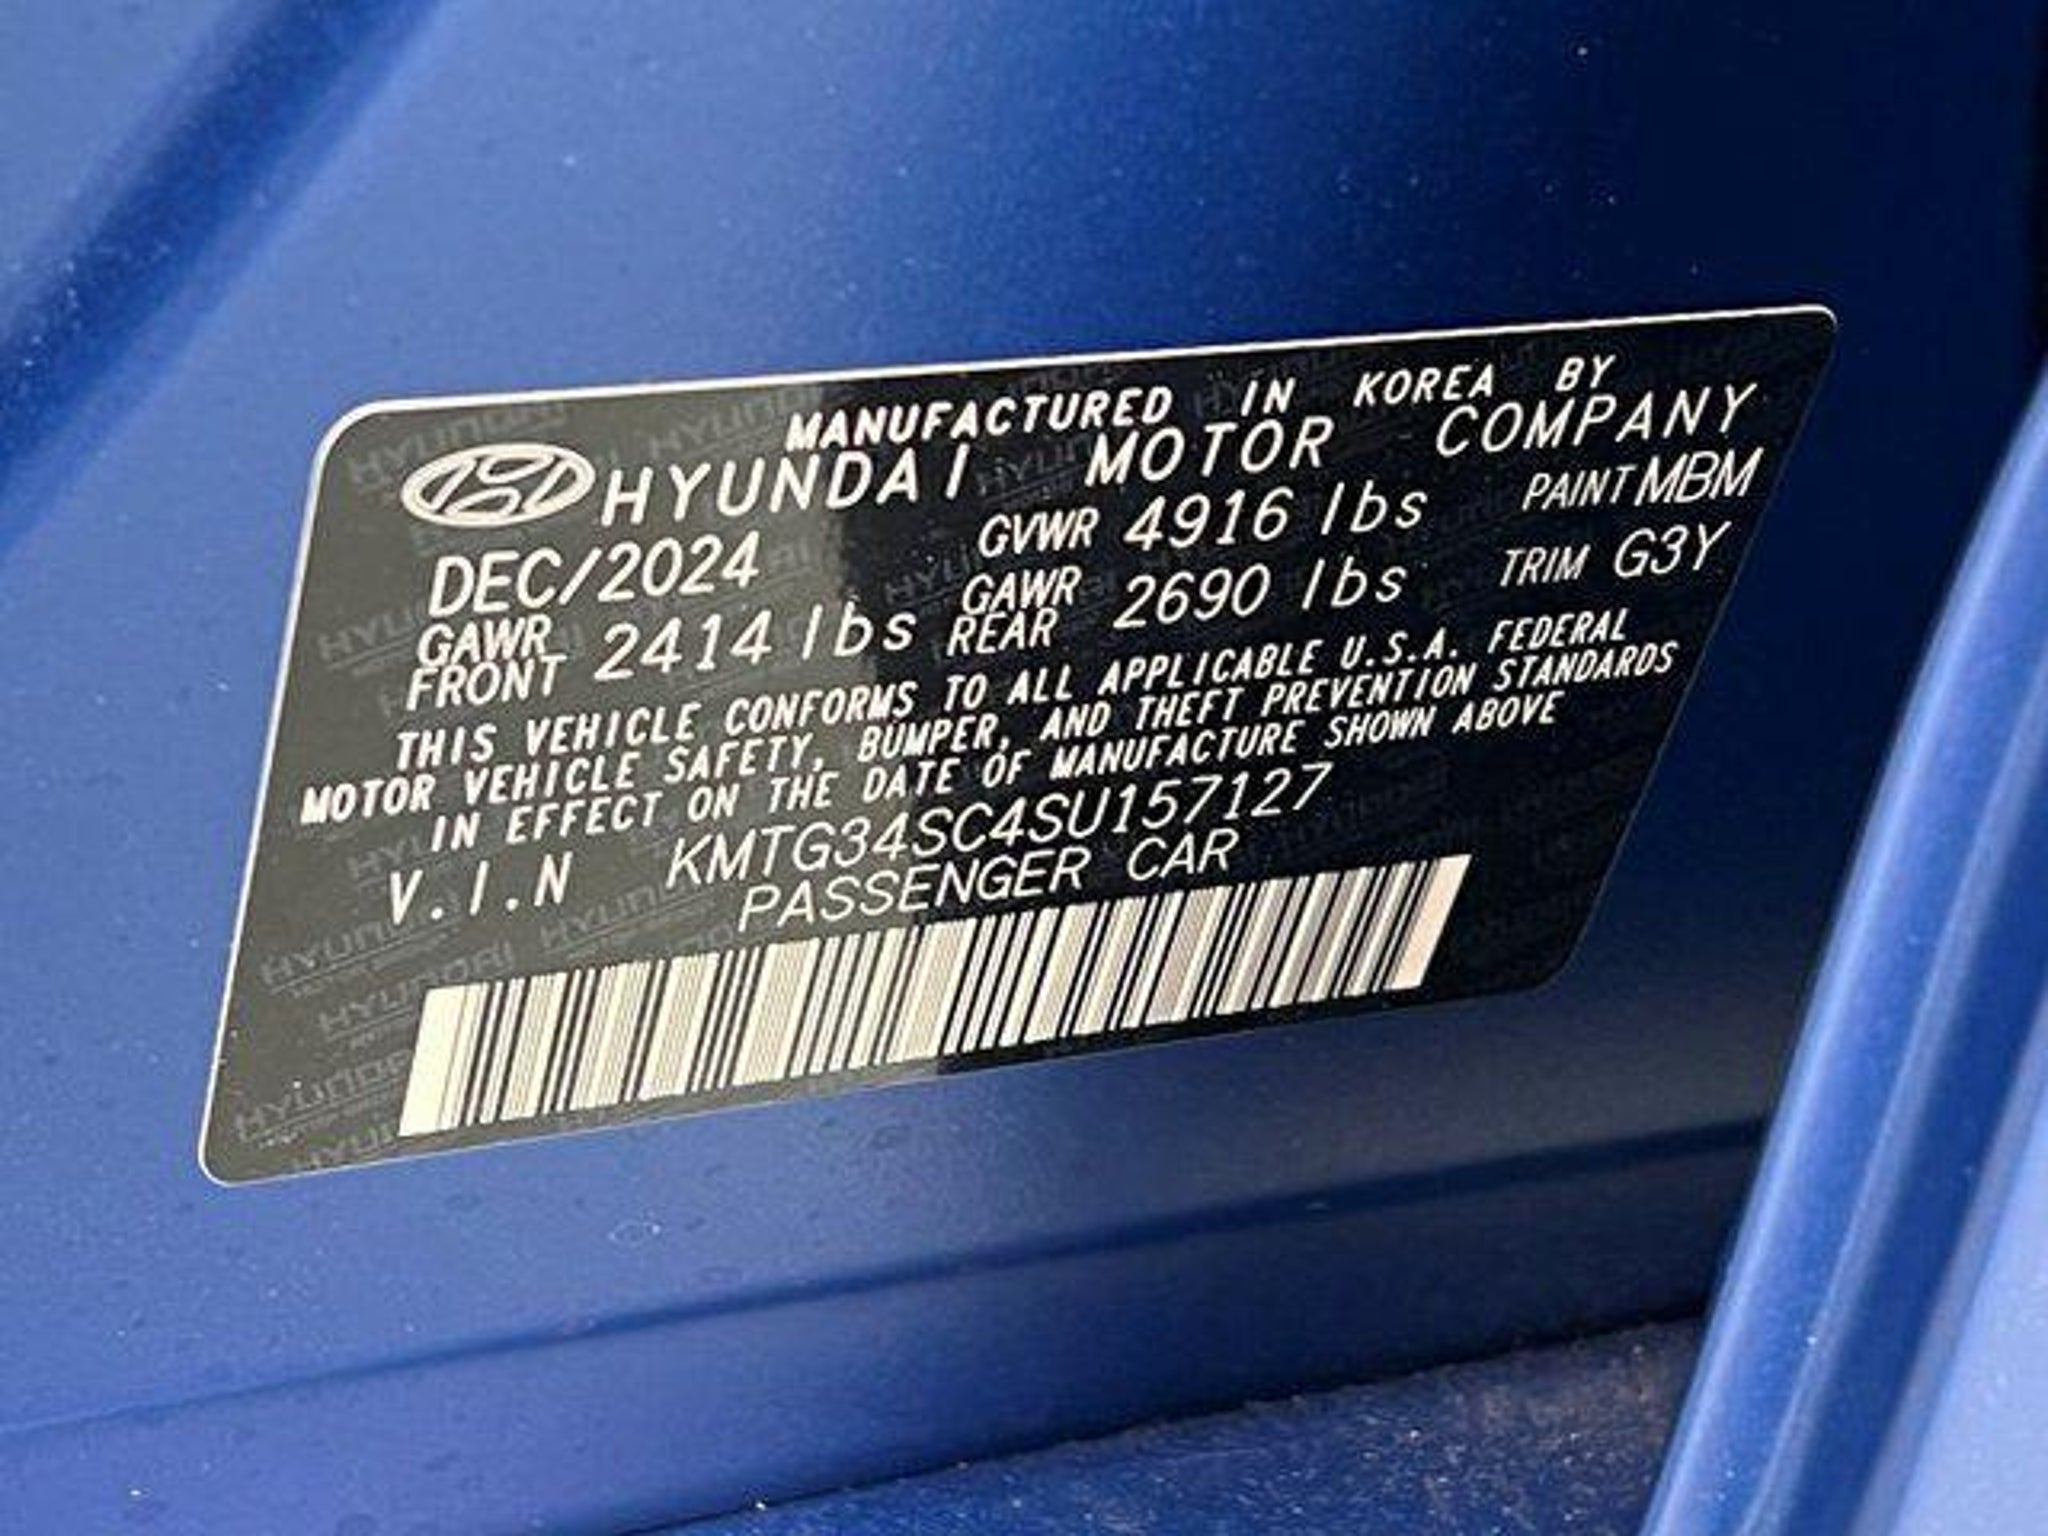 MANUFACTURED IN KOREA BY
HYUNDAI MOTOR COMPANY
DEC/2024 GVWR 4916 lbs PAINT MBM
GAWR FRONT 2414 lbs GAWR REAR 2690 lbs TRIM G3Y
THIS VEHICLE CONFORMS TO ALL APPLICABLE U.S.A. FEDERAL
MOTOR VEHICLE SAFETY, BUMPER, AND THEFT PREVENTION STANDARDS
IN EFFECT ON THE DATE OF MANUFACTURE SHOWN ABOVE
V.I.N KMTG34SC4SU157127
PASSENGER CAR